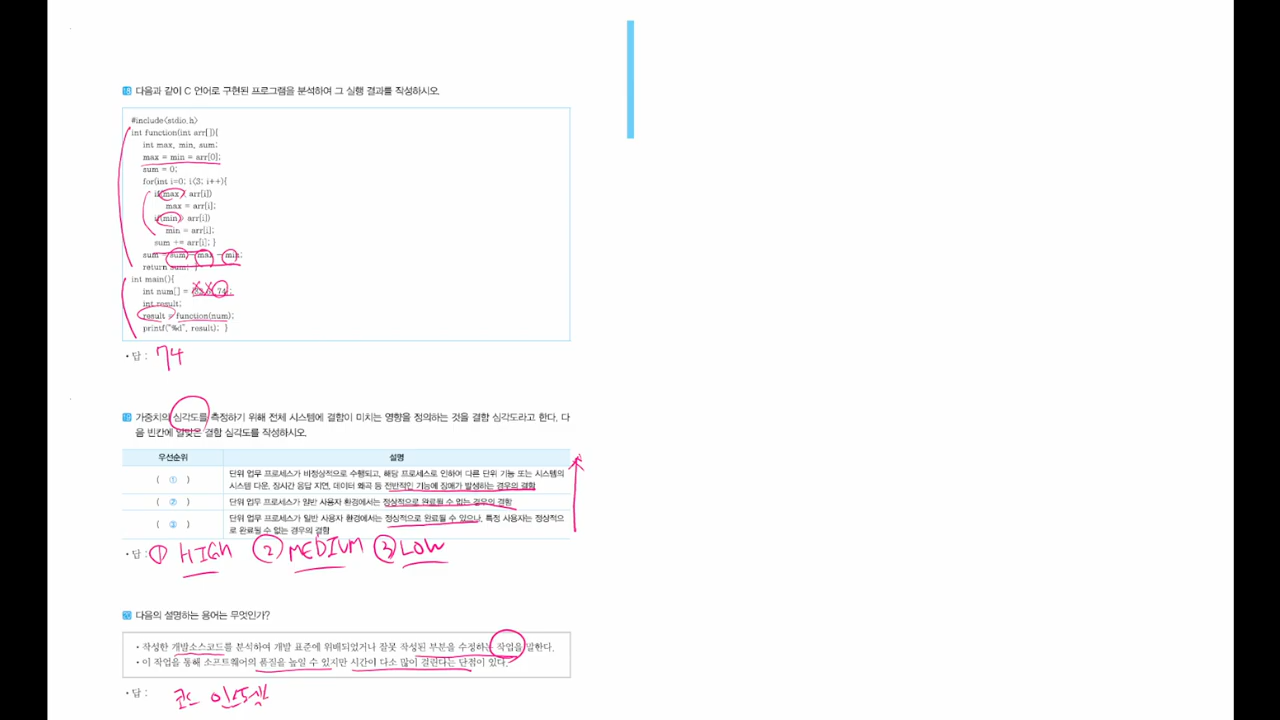 18 다음과 같이 C 언어로 구현된 프로그램을 분석하여 그 실행 결과를 작성하시오.
#include<stdio.h>
int function(int arr[]){
int max, min, sum;
max = min = arr[0];
sum = 0;
for(int i=0; i<3; i++){
if(max arr[i])
max = arr[i];
if(min arr[i])
min = arr[i];
sum += arr[i]; }
sum = sum - max - min;
return sum; }
int main(){
int num[] = 74
int result;
result = function(num);
printf("%d", result); }
• 답 : 74
19 가중치의 심각도를 측정하기 위해 전체 시스템에 결함이 미치는 영향을 정의하는 것을 결함 심각도라고 한다. 다
음 빈칸에 알맞은 결함 심각도를 작성하시오.
우선순위 설명
( ① ) 단위 업무 프로세스가 비정상적으로 수행되고, 해당 프로세스로 인하여 다른 단위 기능 또는 시스템의
시스템 다운, 장시간 응답 지연, 데이터 왜곡 등 전반적인 기능에 장애가 발생하는 경우의 결함
( ② ) 단위 업무 프로세스가 일반 사용자 환경에서는 정상적으로 완료될 수 없는 경우의 결함
( ③ ) 단위 업무 프로세스가 일반 사용자 환경에서는 정상적으로 완료될 수 있으나, 특정 사용자는 정상적으
로 완료될 수 없는 경우의 결함
• 답 : ① HIGH ② MEDIUM ③ LOW
20 다음의 설명하는 용어는 무엇인가?
• 작성한 개발소스코드를 분석하여 개발 표준에 위배되었거나 잘못 작성된 부분을 수정하는 작업을 말한다.
• 이 작업을 통해 소프트웨어의 품질을 높일 수 있지만 시간이 다소 많이 걸린다는 단점이 있다.
• 답 : 코드 인스펙